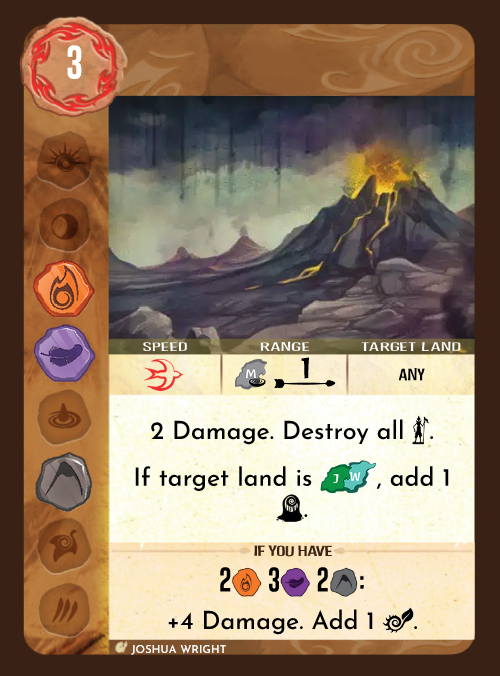 3
SPEED RANGE TARGET LAND
M 1 ANY
2 Damage. Destroy all .
If target land is J W , add 1
.
IF YOU HAVE
2 3 2 :
+4 Damage. Add 1 .
JOSHUA WRIGHT